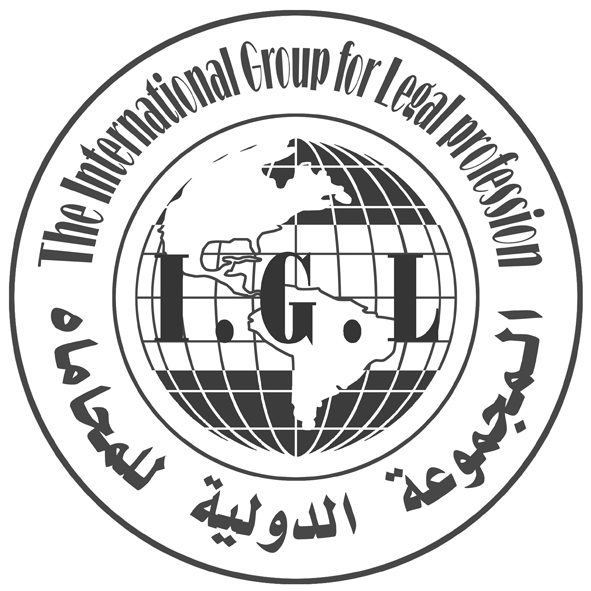 The International Group for Legal profession
I.G.L
المجموعة الدولية للمحاماه